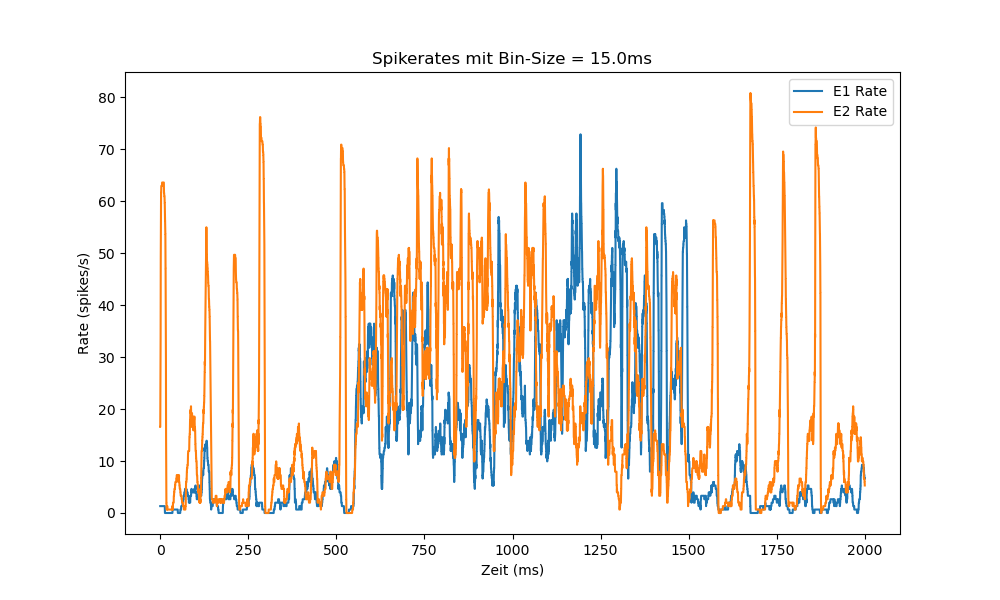 Spikerates mit Bin-Size = 15.0ms
E1 Rate
E2 Rate
Rate (spikes/s)
80
70
60
50
40
30
20
10
0
0 250 500 750 1000 1250 1500 1750 2000
Zeit (ms)